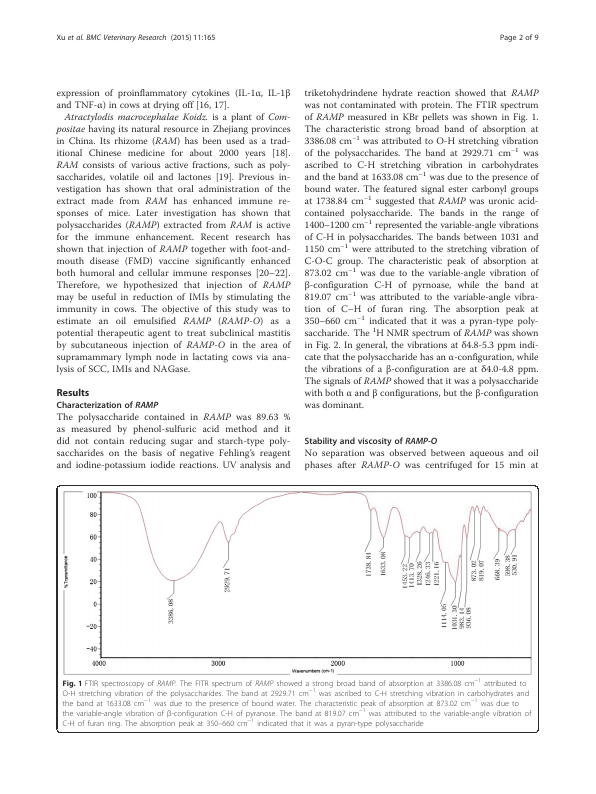 Xu et al. BMC Veterinary Research (2015) 11:165
Page 2 of 9
expression of proinflammatory cytokines (IL-1α, IL-1β
and TNF-α) in cows at drying off [16, 17].
Atractylodis macrocephalae Koidz. is a plant of Com-
positae having its natural resource in Zhejiang provinces
in China. Its rhizome (RAM) has been used as a trad-
itional Chinese medicine for about 2000 years [18].
RAM consists of various active fractions, such as poly-
saccharides, volatile oil and lactones [19]. Previous in-
vestigation has shown that oral administration of the
extract made from RAM has enhanced immune re-
sponses of mice. Later investigation has shown that
polysaccharides (RAMP) extracted from RAM is active
for the immune enhancement. Recent research has
shown that injection of RAMP together with foot-and-
mouth disease (FMD) vaccine significantly enhanced
both humoral and cellular immune responses [20–22].
Therefore, we hypothesized that injection of RAMP
may be useful in reduction of IMIs by stimulating the
immunity in cows. The objective of this study was to
estimate an oil emulsified RAMP (RAMP-O) as a
potential therapeutic agent to treat subclinical mastitis
by subcutaneous injection of RAMP-O in the area of
supramammary lymph node in lactating cows via ana-
lysis of SCC, IMIs and NAGase.
Results
Characterization of RAMP
The polysaccharide contained in RAMP was 89.63 %
as measured by phenol-sulfuric acid method and it
did not contain reducing sugar and starch-type poly-
saccharides on the basis of negative Fehling's reagent
and iodine-potassium iodide reactions. UV analysis and
triketohydrindene hydrate reaction showed that RAMP
was not contaminated with protein. The FTIR spectrum
of RAMP measured in KBr pellets was shown in Fig. 1.
The characteristic strong broad band of absorption at
3386.08 cm−1 was attributed to O-H stretching vibration
of the polysaccharides. The band at 2929.71 cm−1 was
ascribed to C-H stretching vibration in carbohydrates
and the band at 1633.08 cm−1 was due to the presence of
bound water. The featured signal ester carbonyl groups
at 1738.84 cm−1 suggested that RAMP was uronic acid-
contained polysaccharide. The bands in the range of
1400–1200 cm−1 represented the variable-angle vibrations
of C-H in polysaccharides. The bands between 1031 and
1150 cm−1 were attributed to the stretching vibration of
C-O-C group. The characteristic peak of absorption at
873.02 cm−1 was due to the variable-angle vibration of
β-configuration C-H of pyrnoase, while the band at
819.07 cm−1 was attributed to the variable-angle vibra-
tion of C–H of furan ring. The absorption peak at
350–660 cm−1 indicated that it was a pyran-type poly-
saccharide. The 1H NMR spectrum of RAMP was shown
in Fig. 2. In general, the vibrations at δ4.8-5.3 ppm indi-
cate that the polysaccharide has an α-configuration, while
the vibrations of a β-configuration are at δ4.0-4.8 ppm.
The signals of RAMP showed that it was a polysaccharide
with both α and β configurations, but the β-configuration
was dominant.
Stability and viscosity of RAMP-O
No separation was observed between aqueous and oil
phases after RAMP-O was centrifuged for 15 min at
100
80
60
40
20
0
-20
-40
% Transmittance
3386.08
2929.71
1738.84
1633.08
1453.22
1413.70
1328.26
1246.33
1221.16
1114.05
1031.30
983.14
936.08
873.02
819.07
668.39
598.38
530.91
4000
3000
2000
1000
Wavenumbers (cm-1)
Fig. 1 FTIR spectroscopy of RAMP. The FITR spectrum of RAMP showed a strong broad band of absorption at 3386.08 cm−1 attributed to
O-H stretching vibration of the polysaccharides. The band at 2929.71 cm−1 was ascribed to C-H stretching vibration in carbohydrates and
the band at 1633.08 cm−1 was due to the presence of bound water. The characteristic peak of absorption at 873.02 cm−1 was due to
the variable-angle vibration of β-configuration C-H of pyranose. The band at 819.07 cm−1 was attributed to the variable-angle vibration of
C-H of furan ring. The absorption peak at 350–660 cm−1 indicated that it was a pyran-type polysaccharide